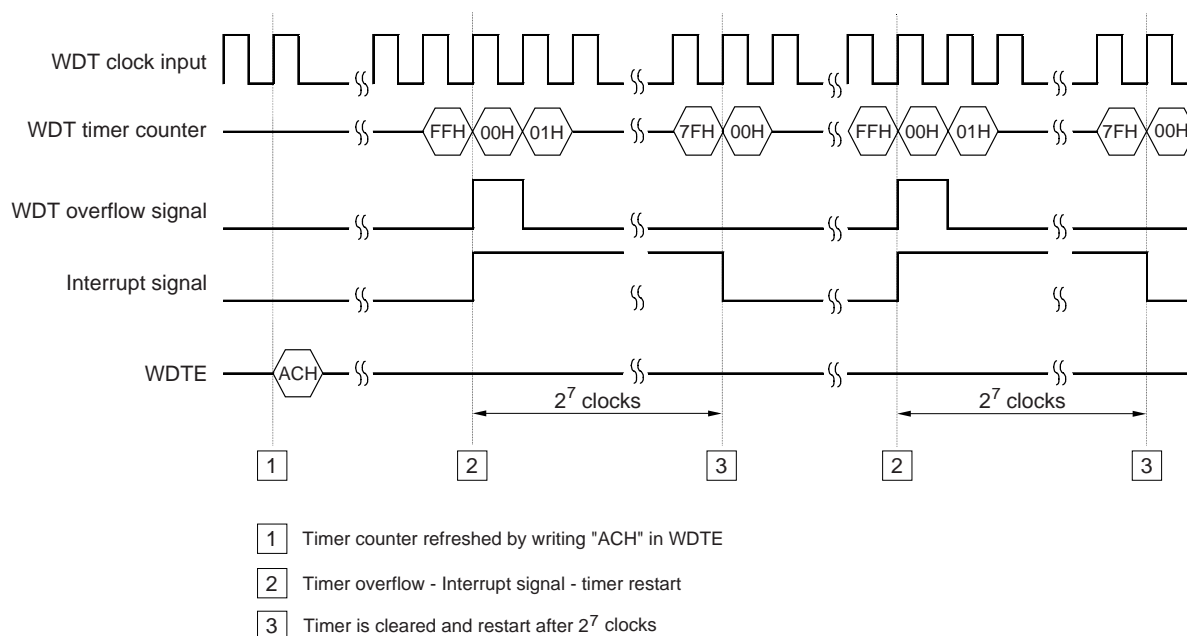 WDT clock input
WDT timer counter
FFH 00H 01H 7FH 00H FFH 00H 01H 7FH 00H
WDT overflow signal
Interrupt signal
WDTE
ACH
2⁷ clocks 2⁷ clocks
1 2 3 2 3
1 Timer counter refreshed by writing "ACH" in WDTE
2 Timer overflow - Interrupt signal - timer restart
3 Timer is cleared and restart after 2⁷ clocks